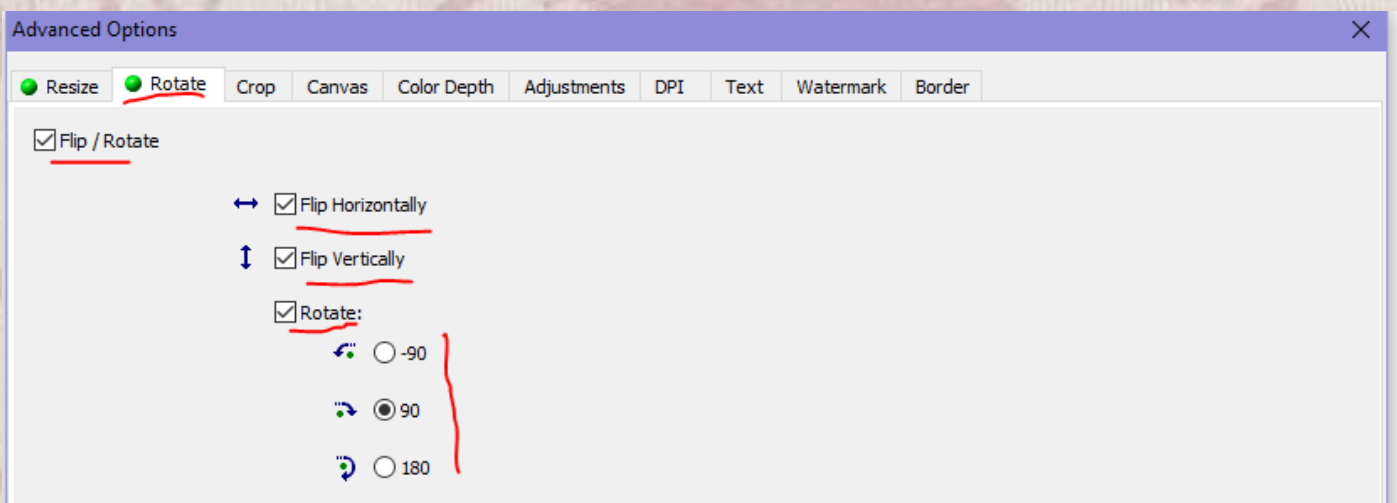 Advanced Options
Resize Rotate Crop Canvas Color Depth Adjustments DPI Text Watermark Border
Flip / Rotate
Flip Horizontally
Flip Vertically
Rotate:
-90
90
180